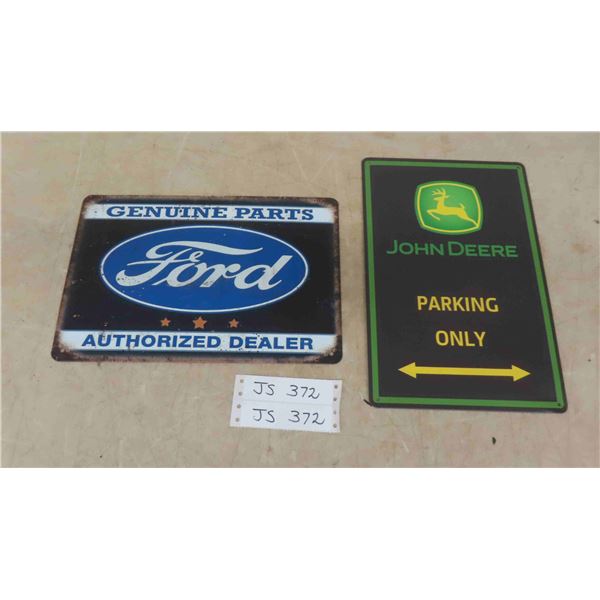 GENUINE PARTS
Ford
AUTHORIZED DEALER
JOHN DEERE
PARKING
ONLY
JS 372
JS 372